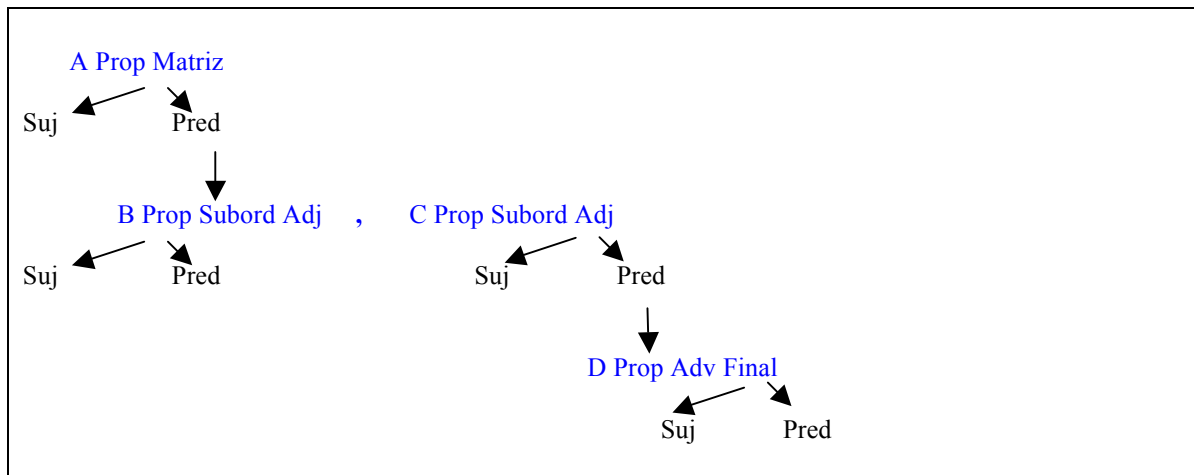 A Prop Matriz
Suj Pred
B Prop Subord Adj , C Prop Subord Adj
Suj Pred Suj Pred
D Prop Adv Final
Suj Pred